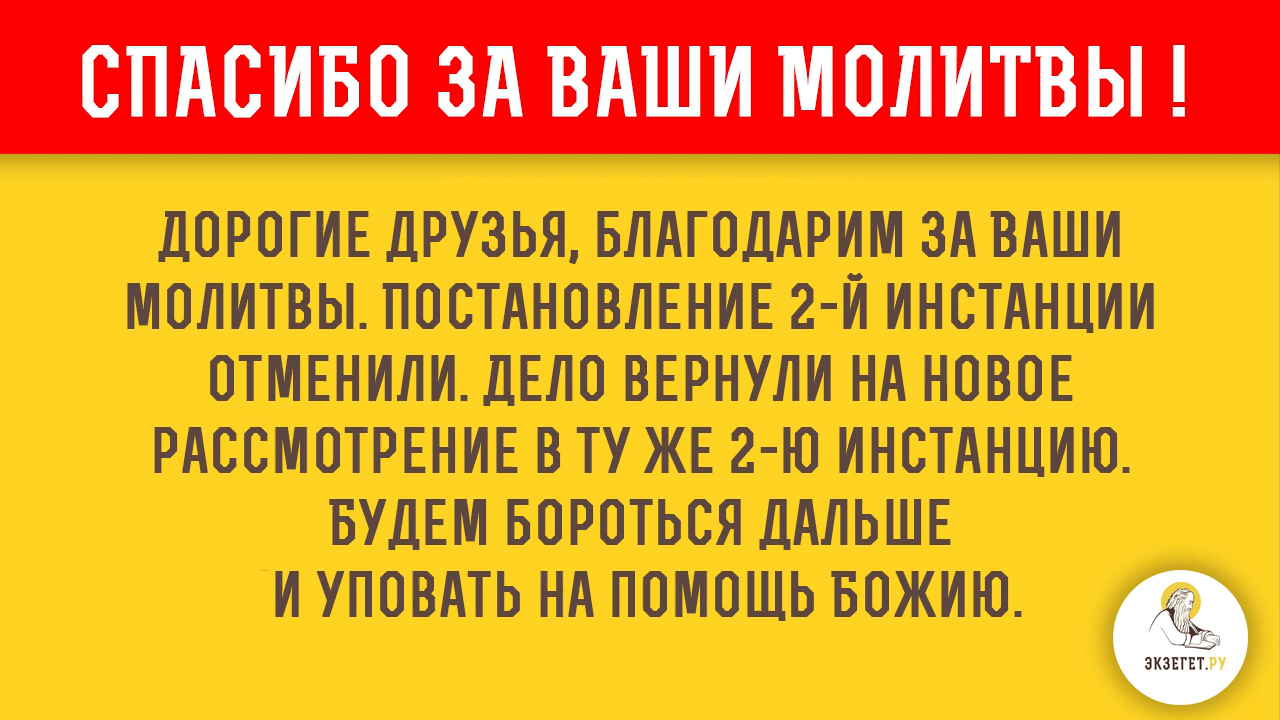 СПАСИБО ЗА ВАШИ МОЛИТВЫ !
ДОРОГИЕ ДРУЗЬЯ, БЛАГОДАРИМ ЗА ВАШИ
МОЛИТВЫ. ПОСТАНОВЛЕНИЕ 2-Й ИНСТАНЦИИ
ОТМЕНИЛИ. ДЕЛО ВЕРНУЛИ НА НОВОЕ
РАССМОТРЕНИЕ В ТУ ЖЕ 2-Ю ИНСТАНЦИЮ.
БУДЕМ БОРОТЬСЯ ДАЛЬШЕ
И УПОВАТЬ НА ПОМОЩЬ БОЖИЮ.
ЭКЗЕГЕТ.РУ